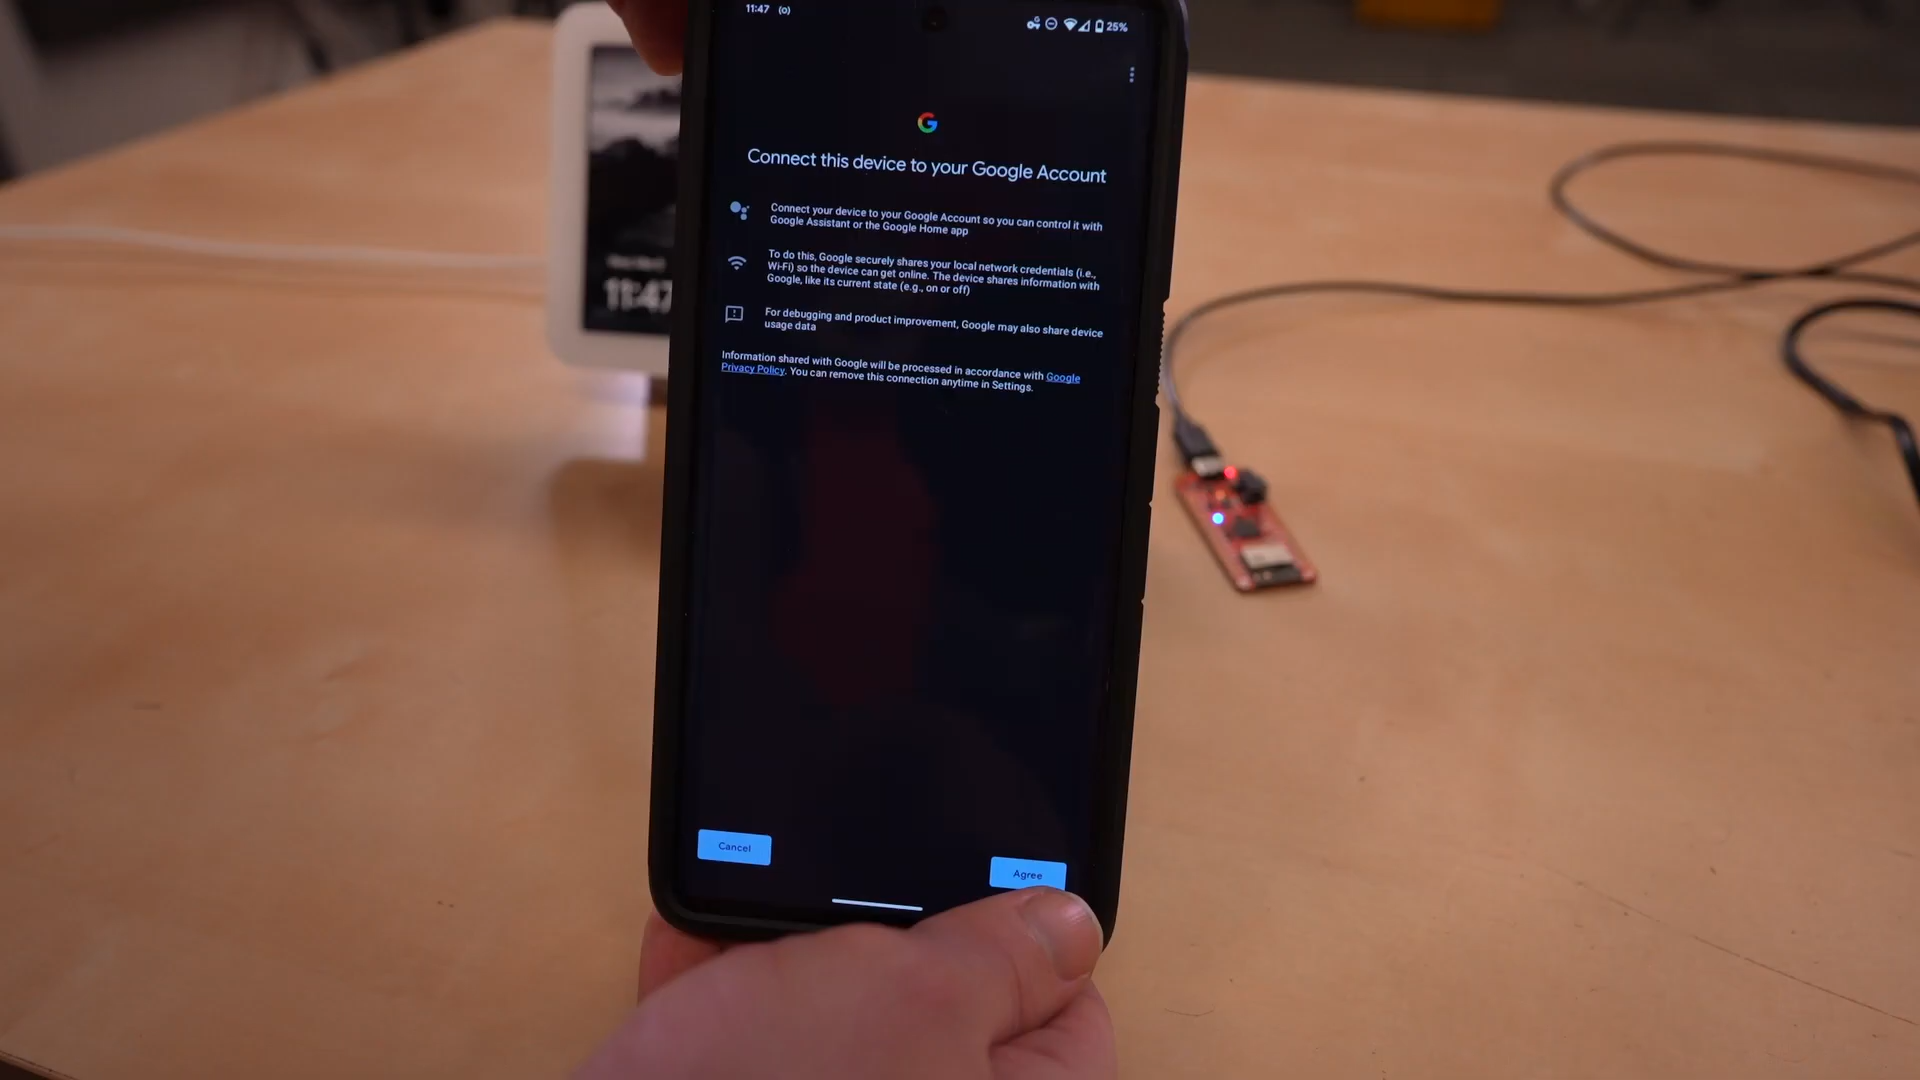 11:47
25%
Connect this device to your Google Account
Connect your device to your Google Account so you can control it with
Google Assistant or the Google Home app
To do this, Google securely shares your local network credentials (i.e.,
Wi-Fi) so the device can get online. The device shares information with
Google, like its current state (e.g., on or off)
For debugging and product improvement, Google may also share device
usage data
Information shared with Google will be processed in accordance with Google
Privacy Policy. You can remove this connection anytime in Settings.
Cancel
Agree
11:47